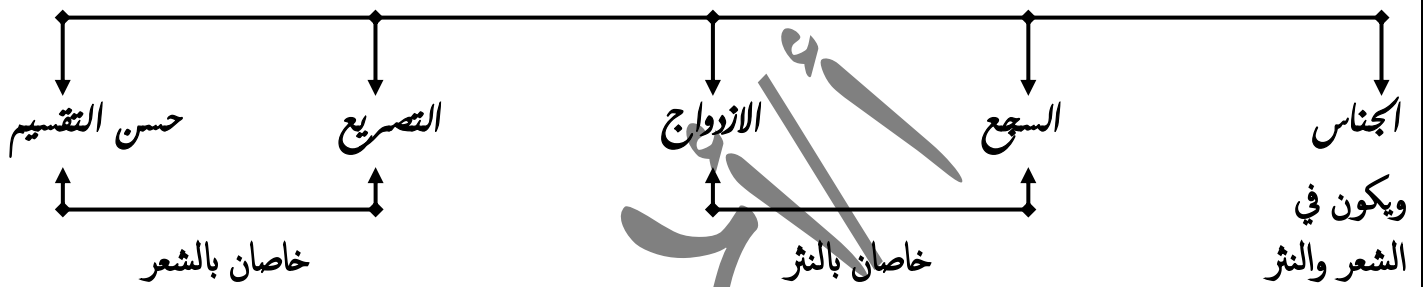 الجناس السجع الازدواج التصريع حسن التقسيم
ويكون في
الشعر والنثر خاصان بالنثر خاصان بالشعر